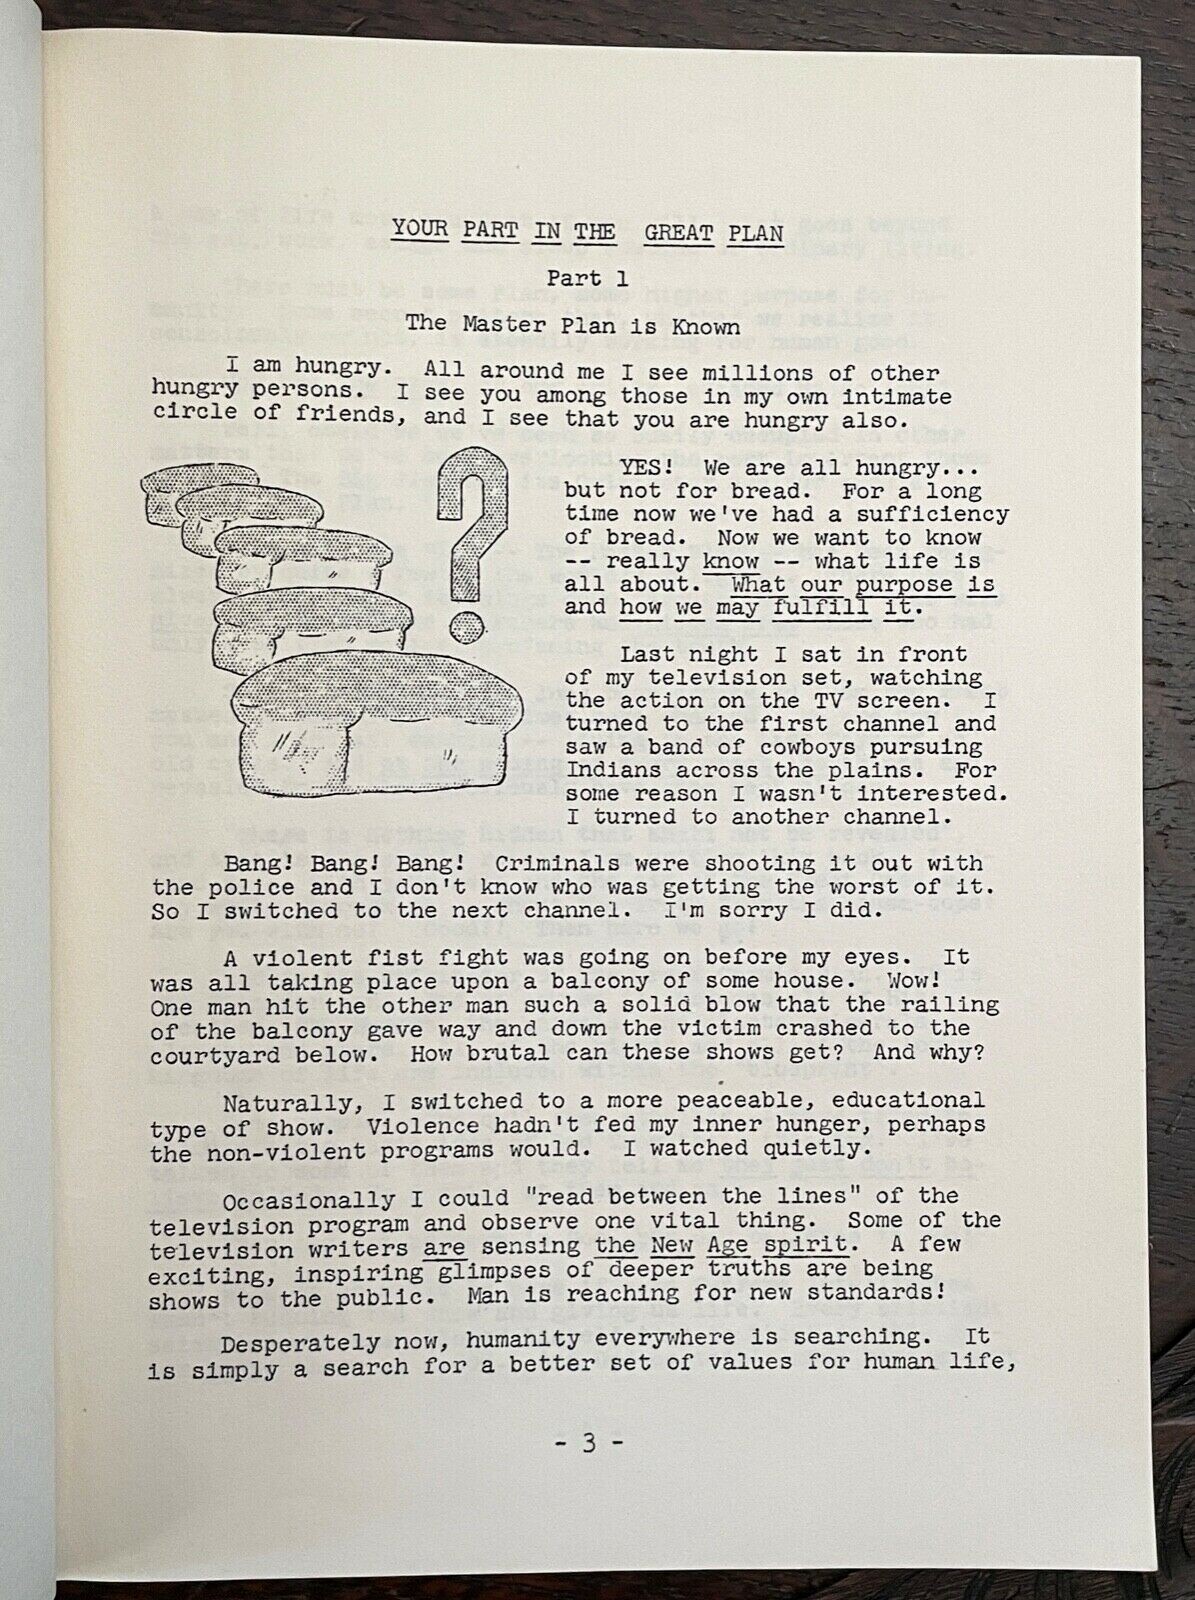 YOUR PART IN THE GREAT PLAN
Part 1
The Master Plan is Known
I am hungry. All around me I see millions of other
hungry persons. I see you among those in my own intimate
circle of friends, and I see that you are hungry also.
?
YES! We are all hungry...
but not for bread. For a long
time now we've had a sufficiency
of bread. Now we want to know
-- really know -- what life is
all about. What our purpose is
and how we may fulfill it.
Last night I sat in front
of my television set, watching
the action on the TV screen. I
turned to the first channel and
saw a band of cowboys pursuing
Indians across the plains. For
some reason I wasn't interested.
I turned to another channel.
Bang! Bang! Bang! Criminals were shooting it out with
the police and I don't know who was getting the worst of it.
So I switched to the next channel. I'm sorry I did.
A violent fist fight was going on before my eyes. It
was all taking place upon a balcony of some house. Wow!
One man hit the other man such a solid blow that the railing
of the balcony gave way and down the victim crashed to the
courtyard below. How brutal can these shows get? And why?
Naturally, I switched to a more peaceable, educational
type of show. Violence hadn't fed my inner hunger, perhaps
the non-violent programs would. I watched quietly.
Occasionally I could "read between the lines" of the
television program and observe one vital thing. Some of the
television writers are sensing the New Age spirit. A few
exciting, inspiring glimpses of deeper truths are being
shows to the public. Man is reaching for new standards!
Desperately now, humanity everywhere is searching. It
is simply a search for a better set of values for human life,
- 3 -